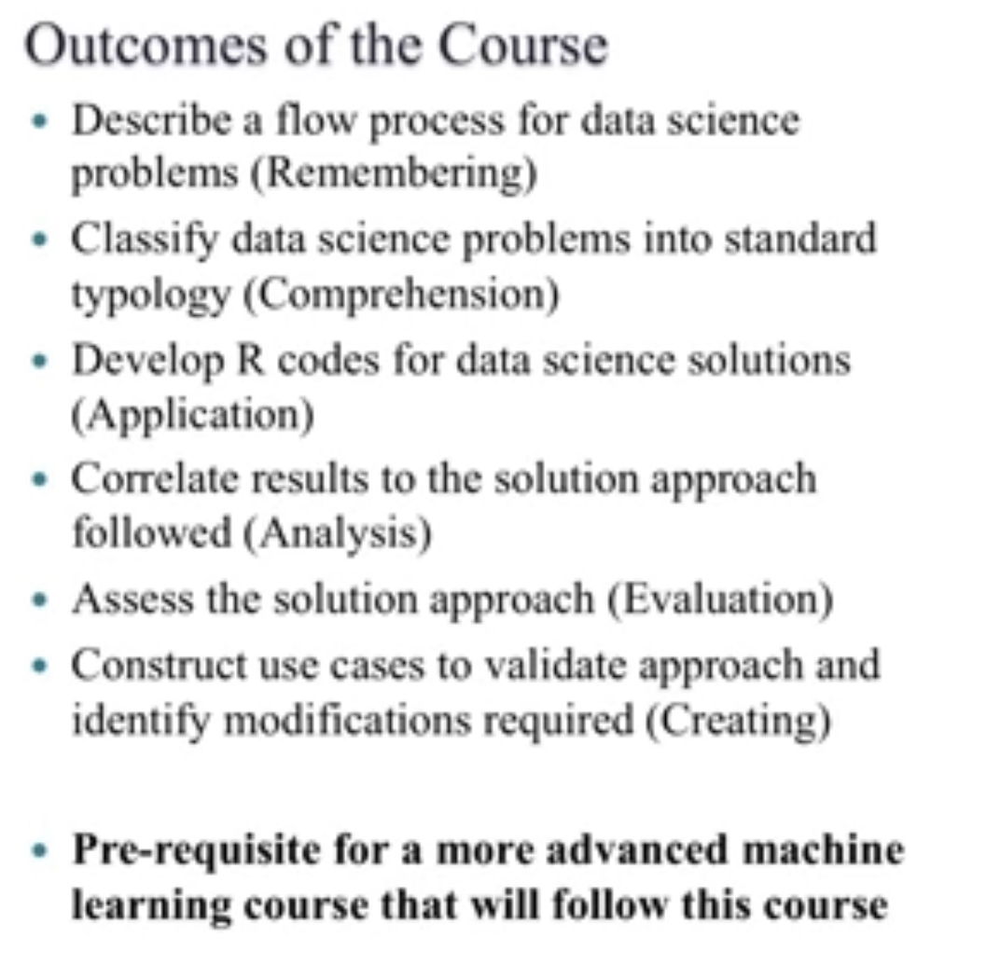 Outcomes of the Course
• Describe a flow process for data science
problems (Remembering)
• Classify data science problems into standard
typology (Comprehension)
• Develop R codes for data science solutions
(Application)
• Correlate results to the solution approach
followed (Analysis)
• Assess the solution approach (Evaluation)
• Construct use cases to validate approach and
identify modifications required (Creating)
• Pre-requisite for a more advanced machine
learning course that will follow this course